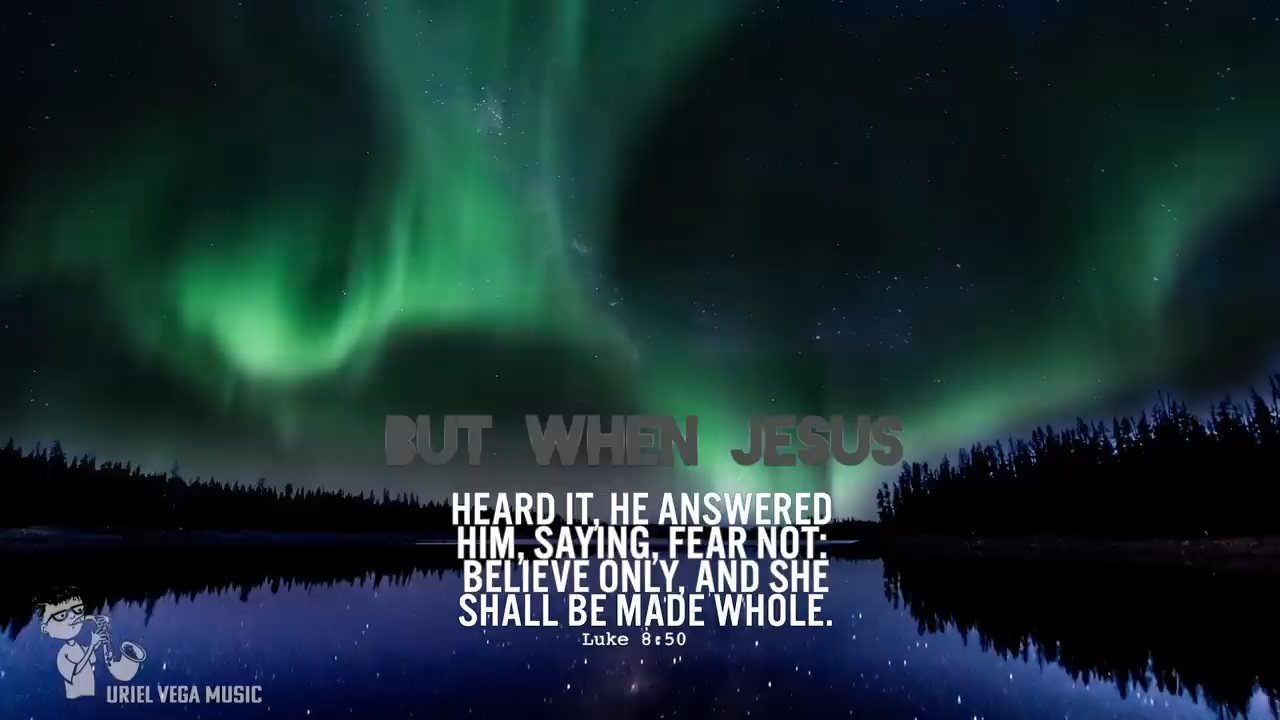 BUT WHEN JESUS
HEARD IT, HE ANSWERED
HIM, SAYING, FEAR NOT:
BELIEVE ONLY, AND SHE
SHALL BE MADE WHOLE.
Luke 8:50
URIEL VEGA MUSIC